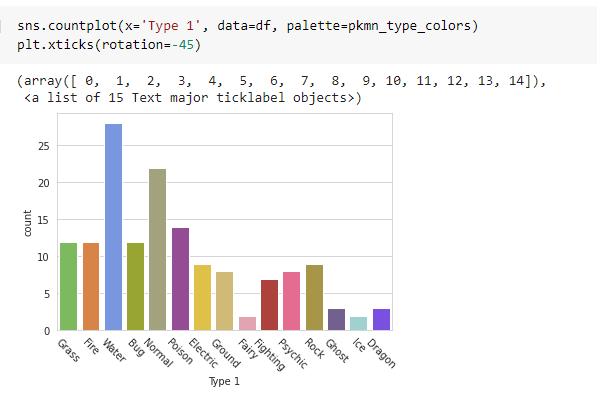 sns.countplot(x='Type 1', data=df, palette=pkmn_type_colors)
plt.xticks(rotation=-45)
(array([ 0,  1,  2,  3,  4,  5,  6,  7,  8,  9, 10, 11, 12, 13, 14]),
 <a list of 15 Text major ticklabel objects>)
25
20
15
10
5
0
count
Grass
Fire
Water
Bug
Normal
Poison
Electric
Ground
Fairy
Fighting
Psychic
Rock
Ghost
Ice
Dragon
Type 1